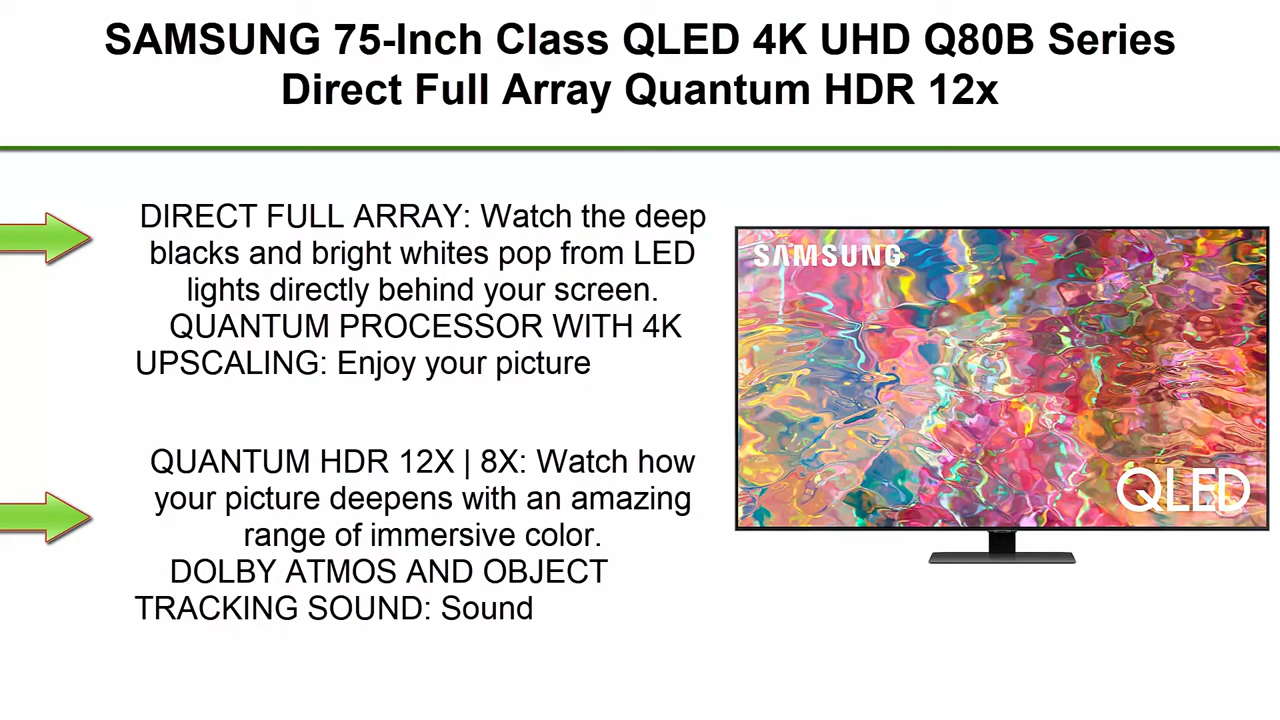 SAMSUNG 75-Inch Class QLED 4K UHD Q80B Series
Direct Full Array Quantum HDR 12x
DIRECT FULL ARRAY: Watch the deep
blacks and bright whites pop from LED
lights directly behind your screen.
QUANTUM PROCESSOR WITH 4K
UPSCALING: Enjoy your picture
QUANTUM HDR 12X | 8X: Watch how
your picture deepens with an amazing
range of immersive color.
DOLBY ATMOS AND OBJECT
TRACKING SOUND: Sound
SAMSUNG
QLED